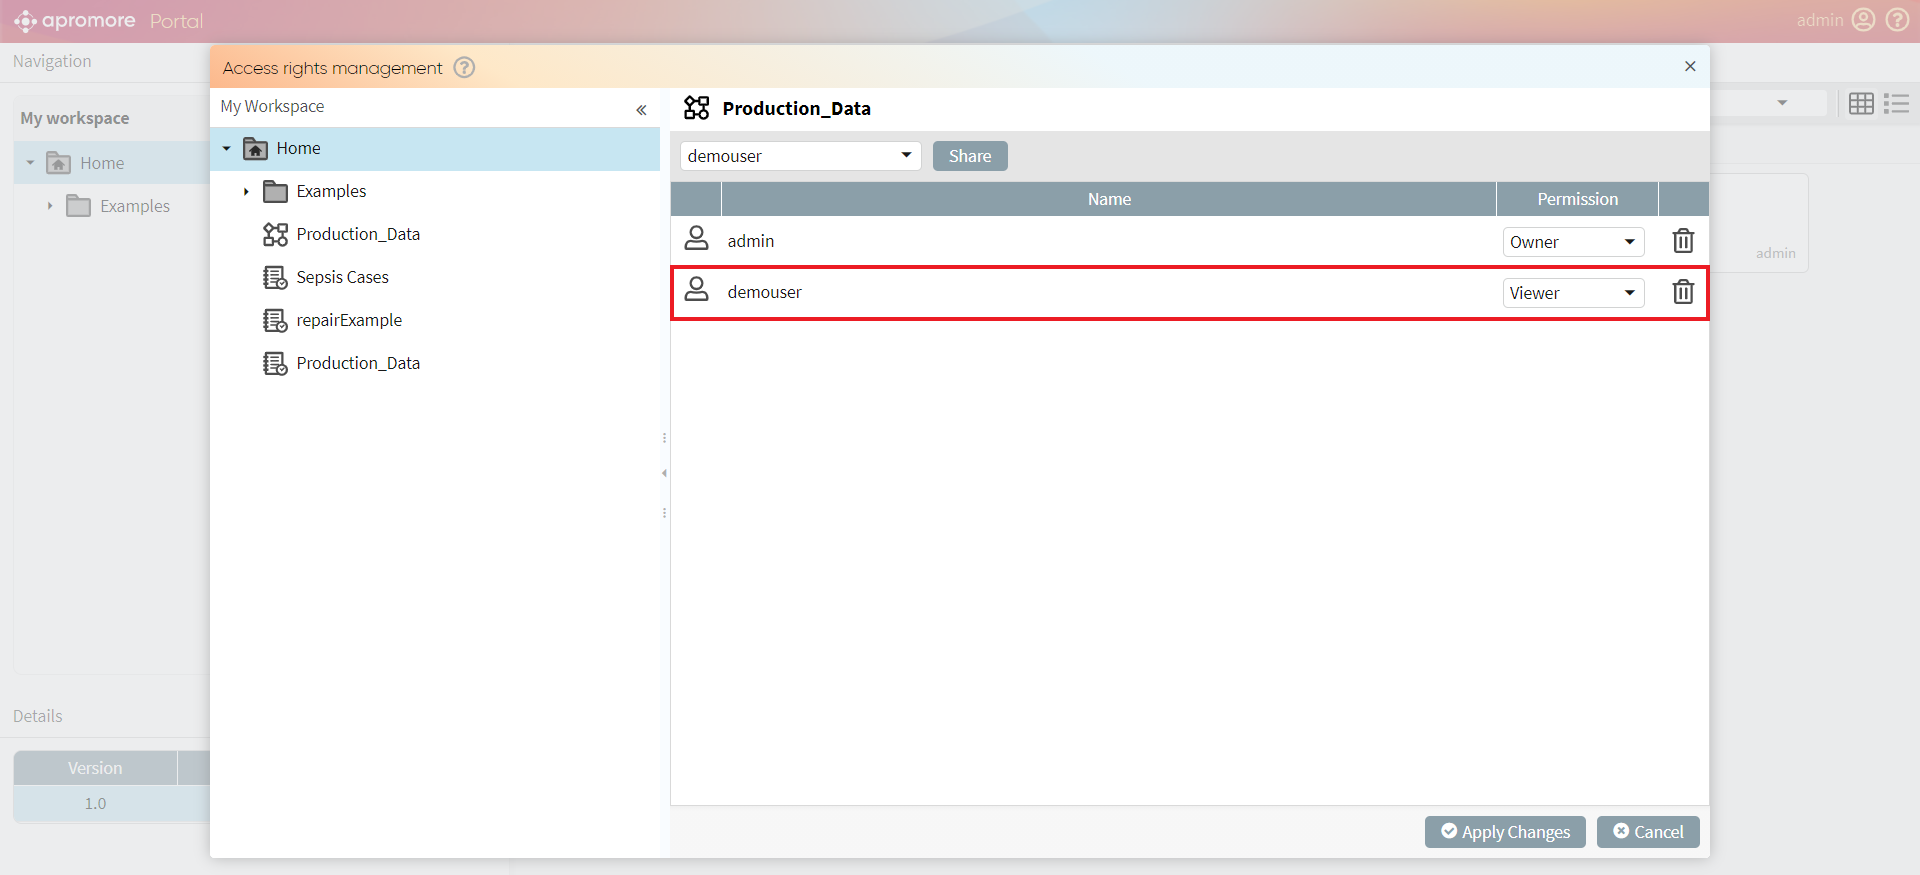 apromore Portal
admin
Navigation
My workspace
Home
Examples
Details
Version
1.0
admin
Access rights management
My Workspace
Home
Examples
Production_Data
Sepsis Cases
repairExample
Production_Data
Production_Data
demouser
Share
Name Permission
admin Owner
demouser Viewer
Apply Changes Cancel